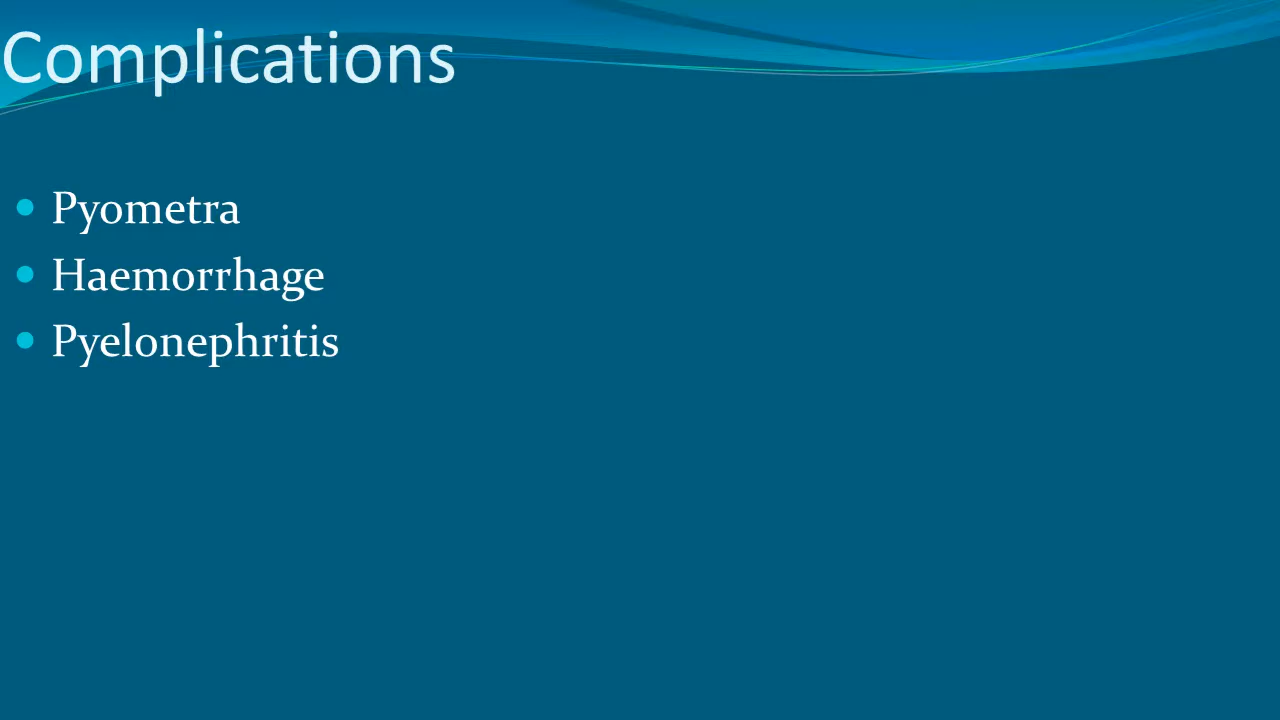 Complications
• Pyometra
• Haemorrhage
• Pyelonephritis